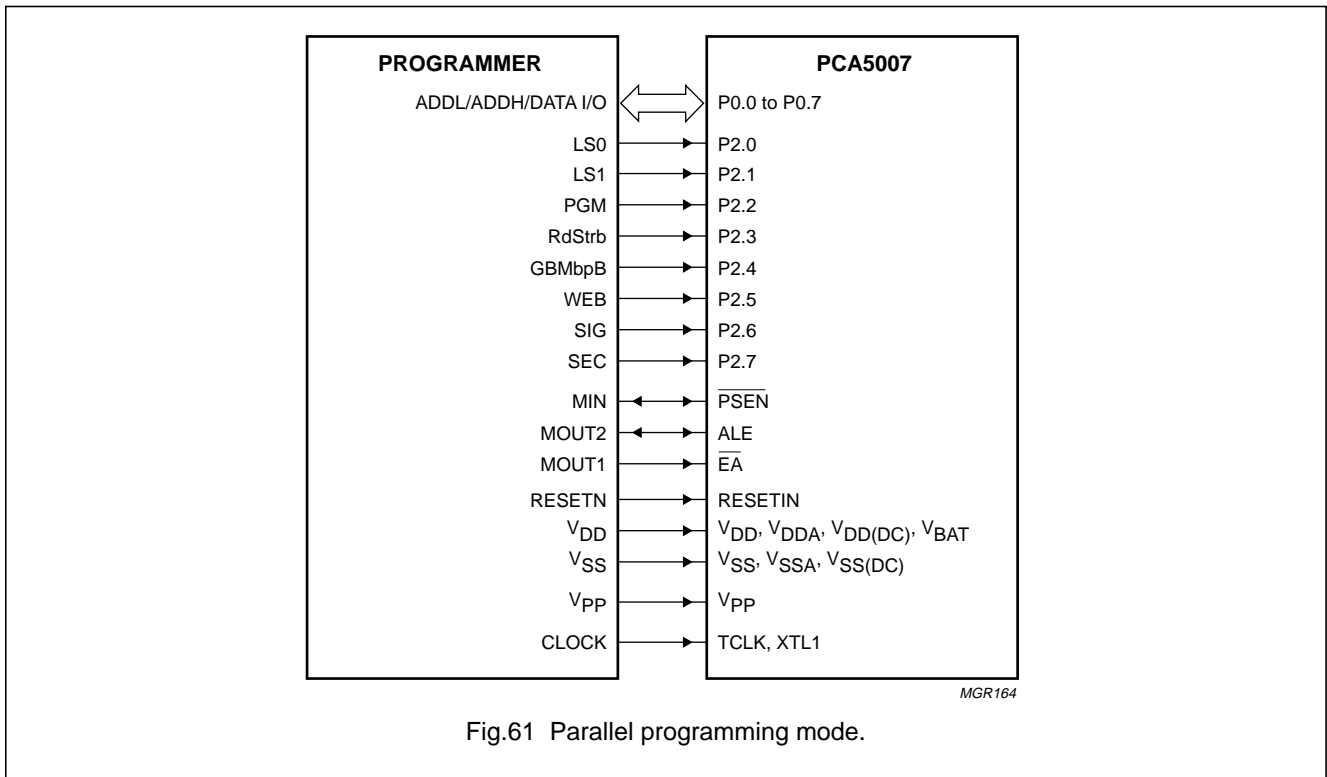 PROGRAMMER PCA5007
ADDL/ADDH/DATA I/O P0.0 to P0.7
LS0 P2.0
LS1 P2.1
PGM P2.2
RdStrb P2.3
GBMbpB P2.4
WEB P2.5
SIG P2.6
SEC P2.7
MIN P̅S̅E̅N̅
MOUT2 ALE
MOUT1 E̅A̅
RESETN RESETIN
VDD VDD, VDDA, VDD(DC), VBAT
VSS VSS, VSSA, VSS(DC)
VPP VPP
CLOCK TCLK, XTL1
MGR164
Fig.61 Parallel programming mode.